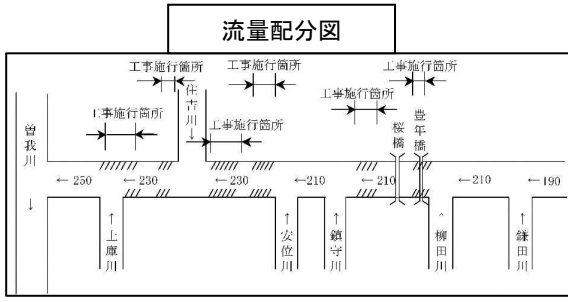 流量配分図
工事施行箇所
工事施行箇所
工事施行箇所
工事施行箇所
工事施行箇所
工事施行箇所
住吉川→
曽我川
→
桜橋
豊年橋
←250
←230
←230
←210
←210
←210
←190
↑上庫川
↑安位川
↑鎮守川
↑柳田川
↑鎌田川